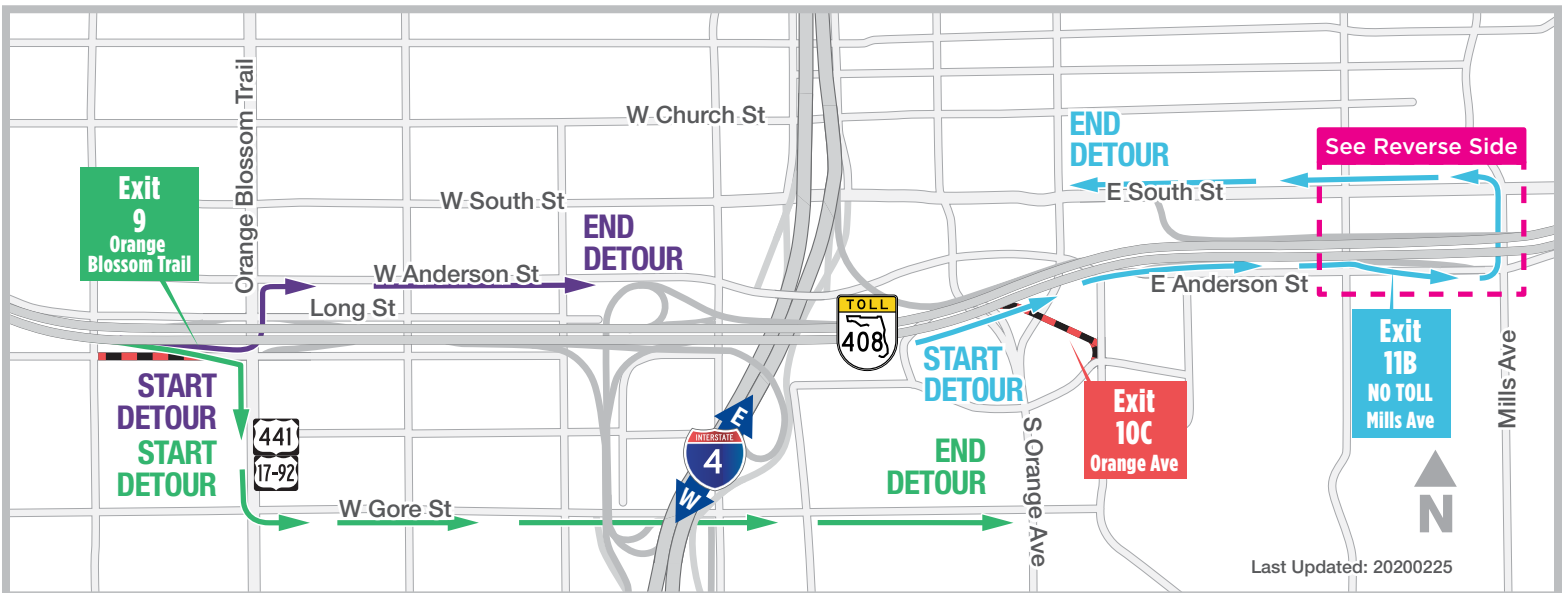 Orange Blossom Trail
W Church St
END
DETOUR
See Reverse Side
Exit
9
Orange
Blossom Trail
W South St
E South St
END
DETOUR
W Anderson St
Long St
E Anderson St
TOLL
408
START
DETOUR
START
DETOUR
START
DETOUR
Exit
11B
NO TOLL
Mills Ave
Mills Ave
Exit
10C
Orange Ave
441
17-92
E
INTERSTATE
4
W
END
DETOUR
S Orange Ave
W Gore St
N
Last Updated: 20200225